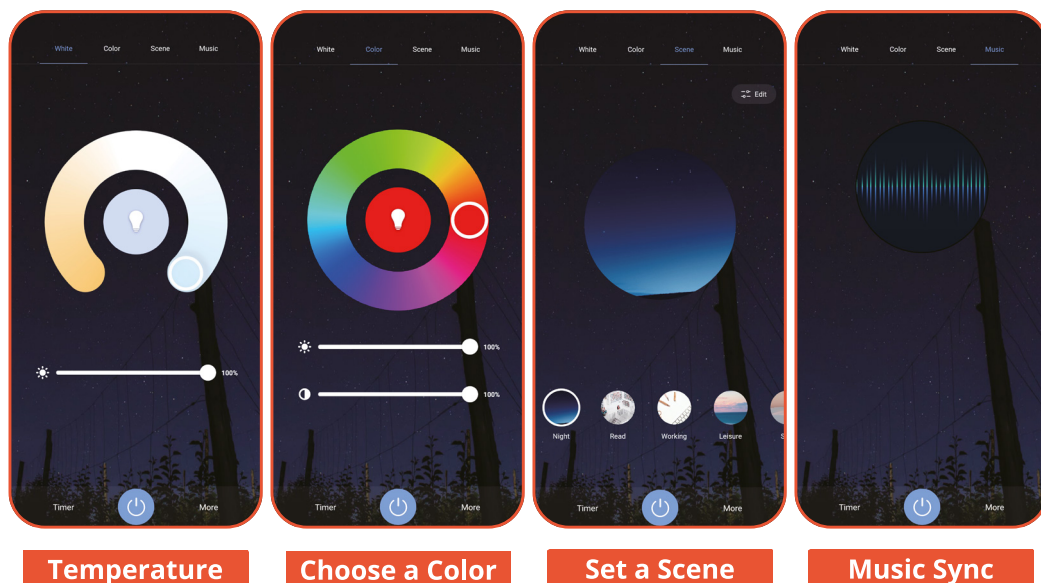 White Color Scene Music
100%
Timer More
Temperature
White Color Scene Music
100%
100%
Timer More
Choose a Color
White Color Scene Music
Edit
Night Read Working Leisure
Timer More
Set a Scene
White Color Scene Music
Timer More
Music Sync